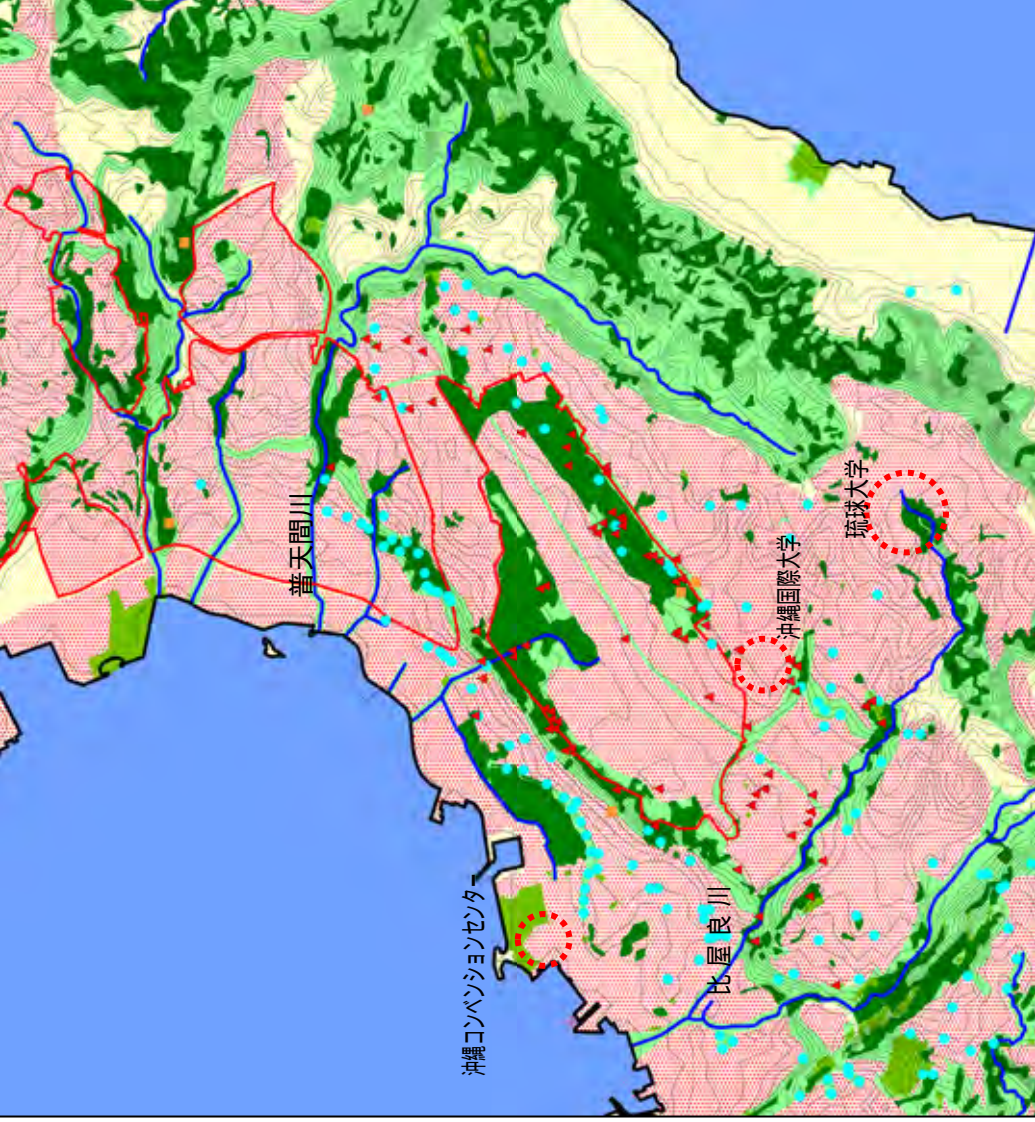 普天間川
琉球大学
沖縄国際大学
沖縄コンベンションセンター
比屋良川